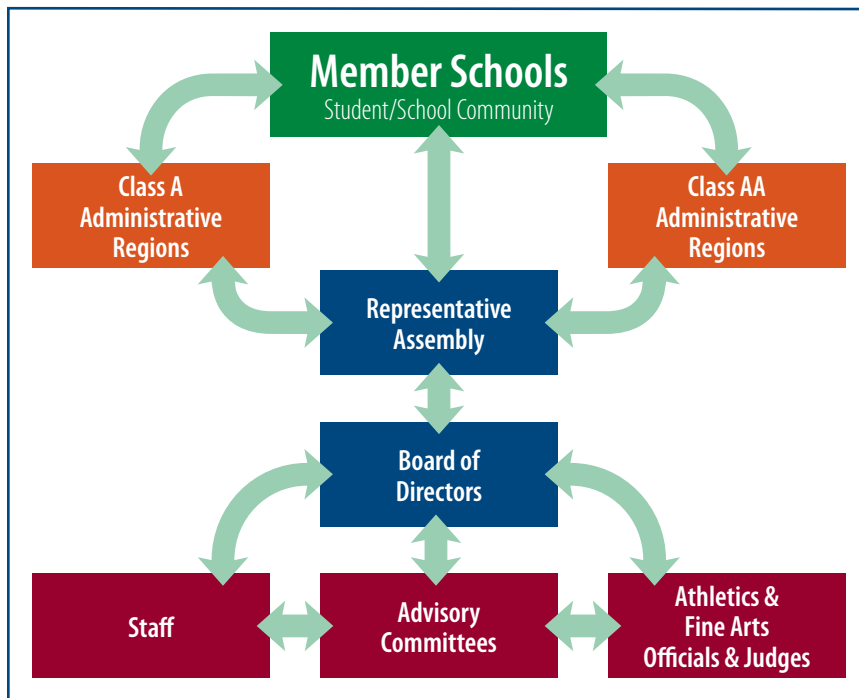 Member Schools
Student/School Community
Class A
Administrative
Regions
Class AA
Administrative
Regions
Representative
Assembly
Board of
Directors
Staff
Advisory
Committees
Athletics &
Fine Arts
Officials & Judges